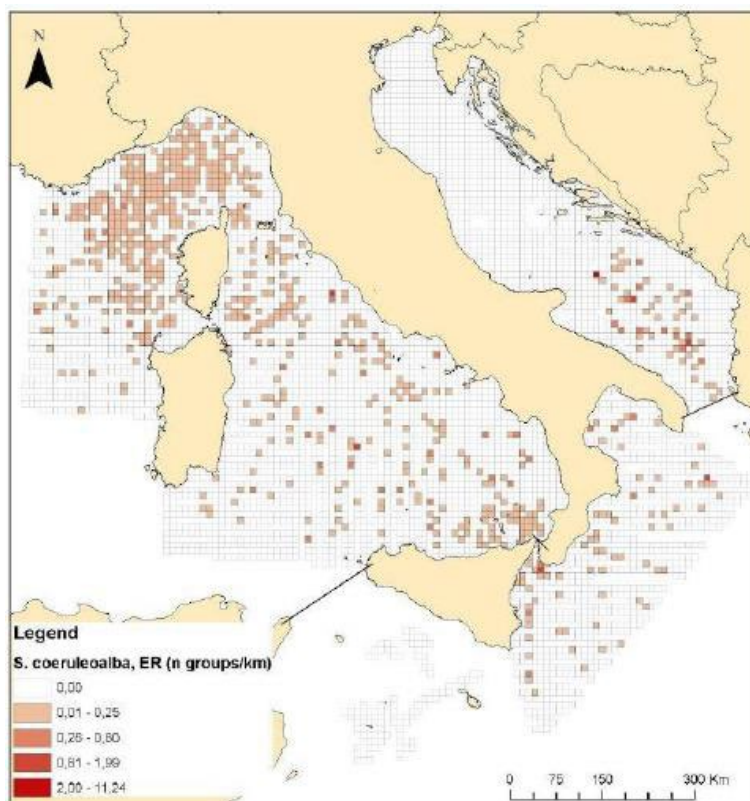 N
Legend
S. coeruleoalba, ER (n groups/km)
0,00
0,01 - 0,25
0,26 - 0,80
0,81 - 1,99
2,00 - 11,24
0 75 150 300 Km